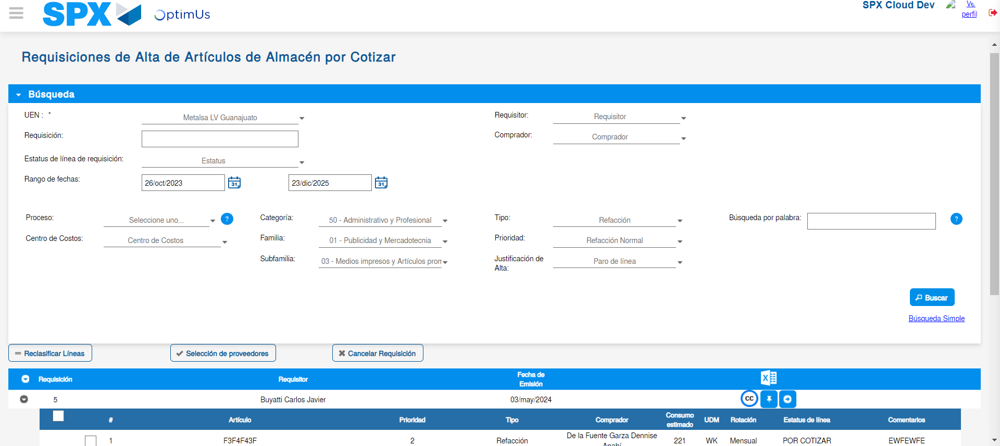 SPX OptimUs
SPX Cloud Dev
Ve
perfil
Requisiciones de Alta de Artículos de Almacén por Cotizar
Búsqueda
UEN : * Metalsa LV Guanajuato
Requisitor: Requisitor
Requisición:
Comprador: Comprador
Estatus de línea de requisición: Estatus
Rango de fechas: 26/oct/2023 31 23/dic/2025 31
Proceso: Seleccione uno... ? Categoría: 50 - Administrativo y Profesional Tipo: Refacción Búsqueda por palabra: ?
Centro de Costos: Centro de Costos Familia: 01 - Publicidad y Mercadotecnia Prioridad: Refacción Normal
Subfamilia: 03 - Medios impresos y Artículos pron Justificación de
Alta: Paro de línea
Buscar
Búsqueda Simple
Reclasificar Líneas Selección de proveedores Cancelar Requisición
Requisición Requisitor Fecha de
Emisión X
5 Buyatti Carlos Javier 03/may/2024 CC
# Artículo Prioridad Tipo Comprador Consumo
estimado UDM Rotación Estatus de línea Comentarios
1 F3F4F43F 2 Refacción De la Fuente Garza Dennise
Anahí 221 WK Mensual POR COTIZAR EWFEWFE